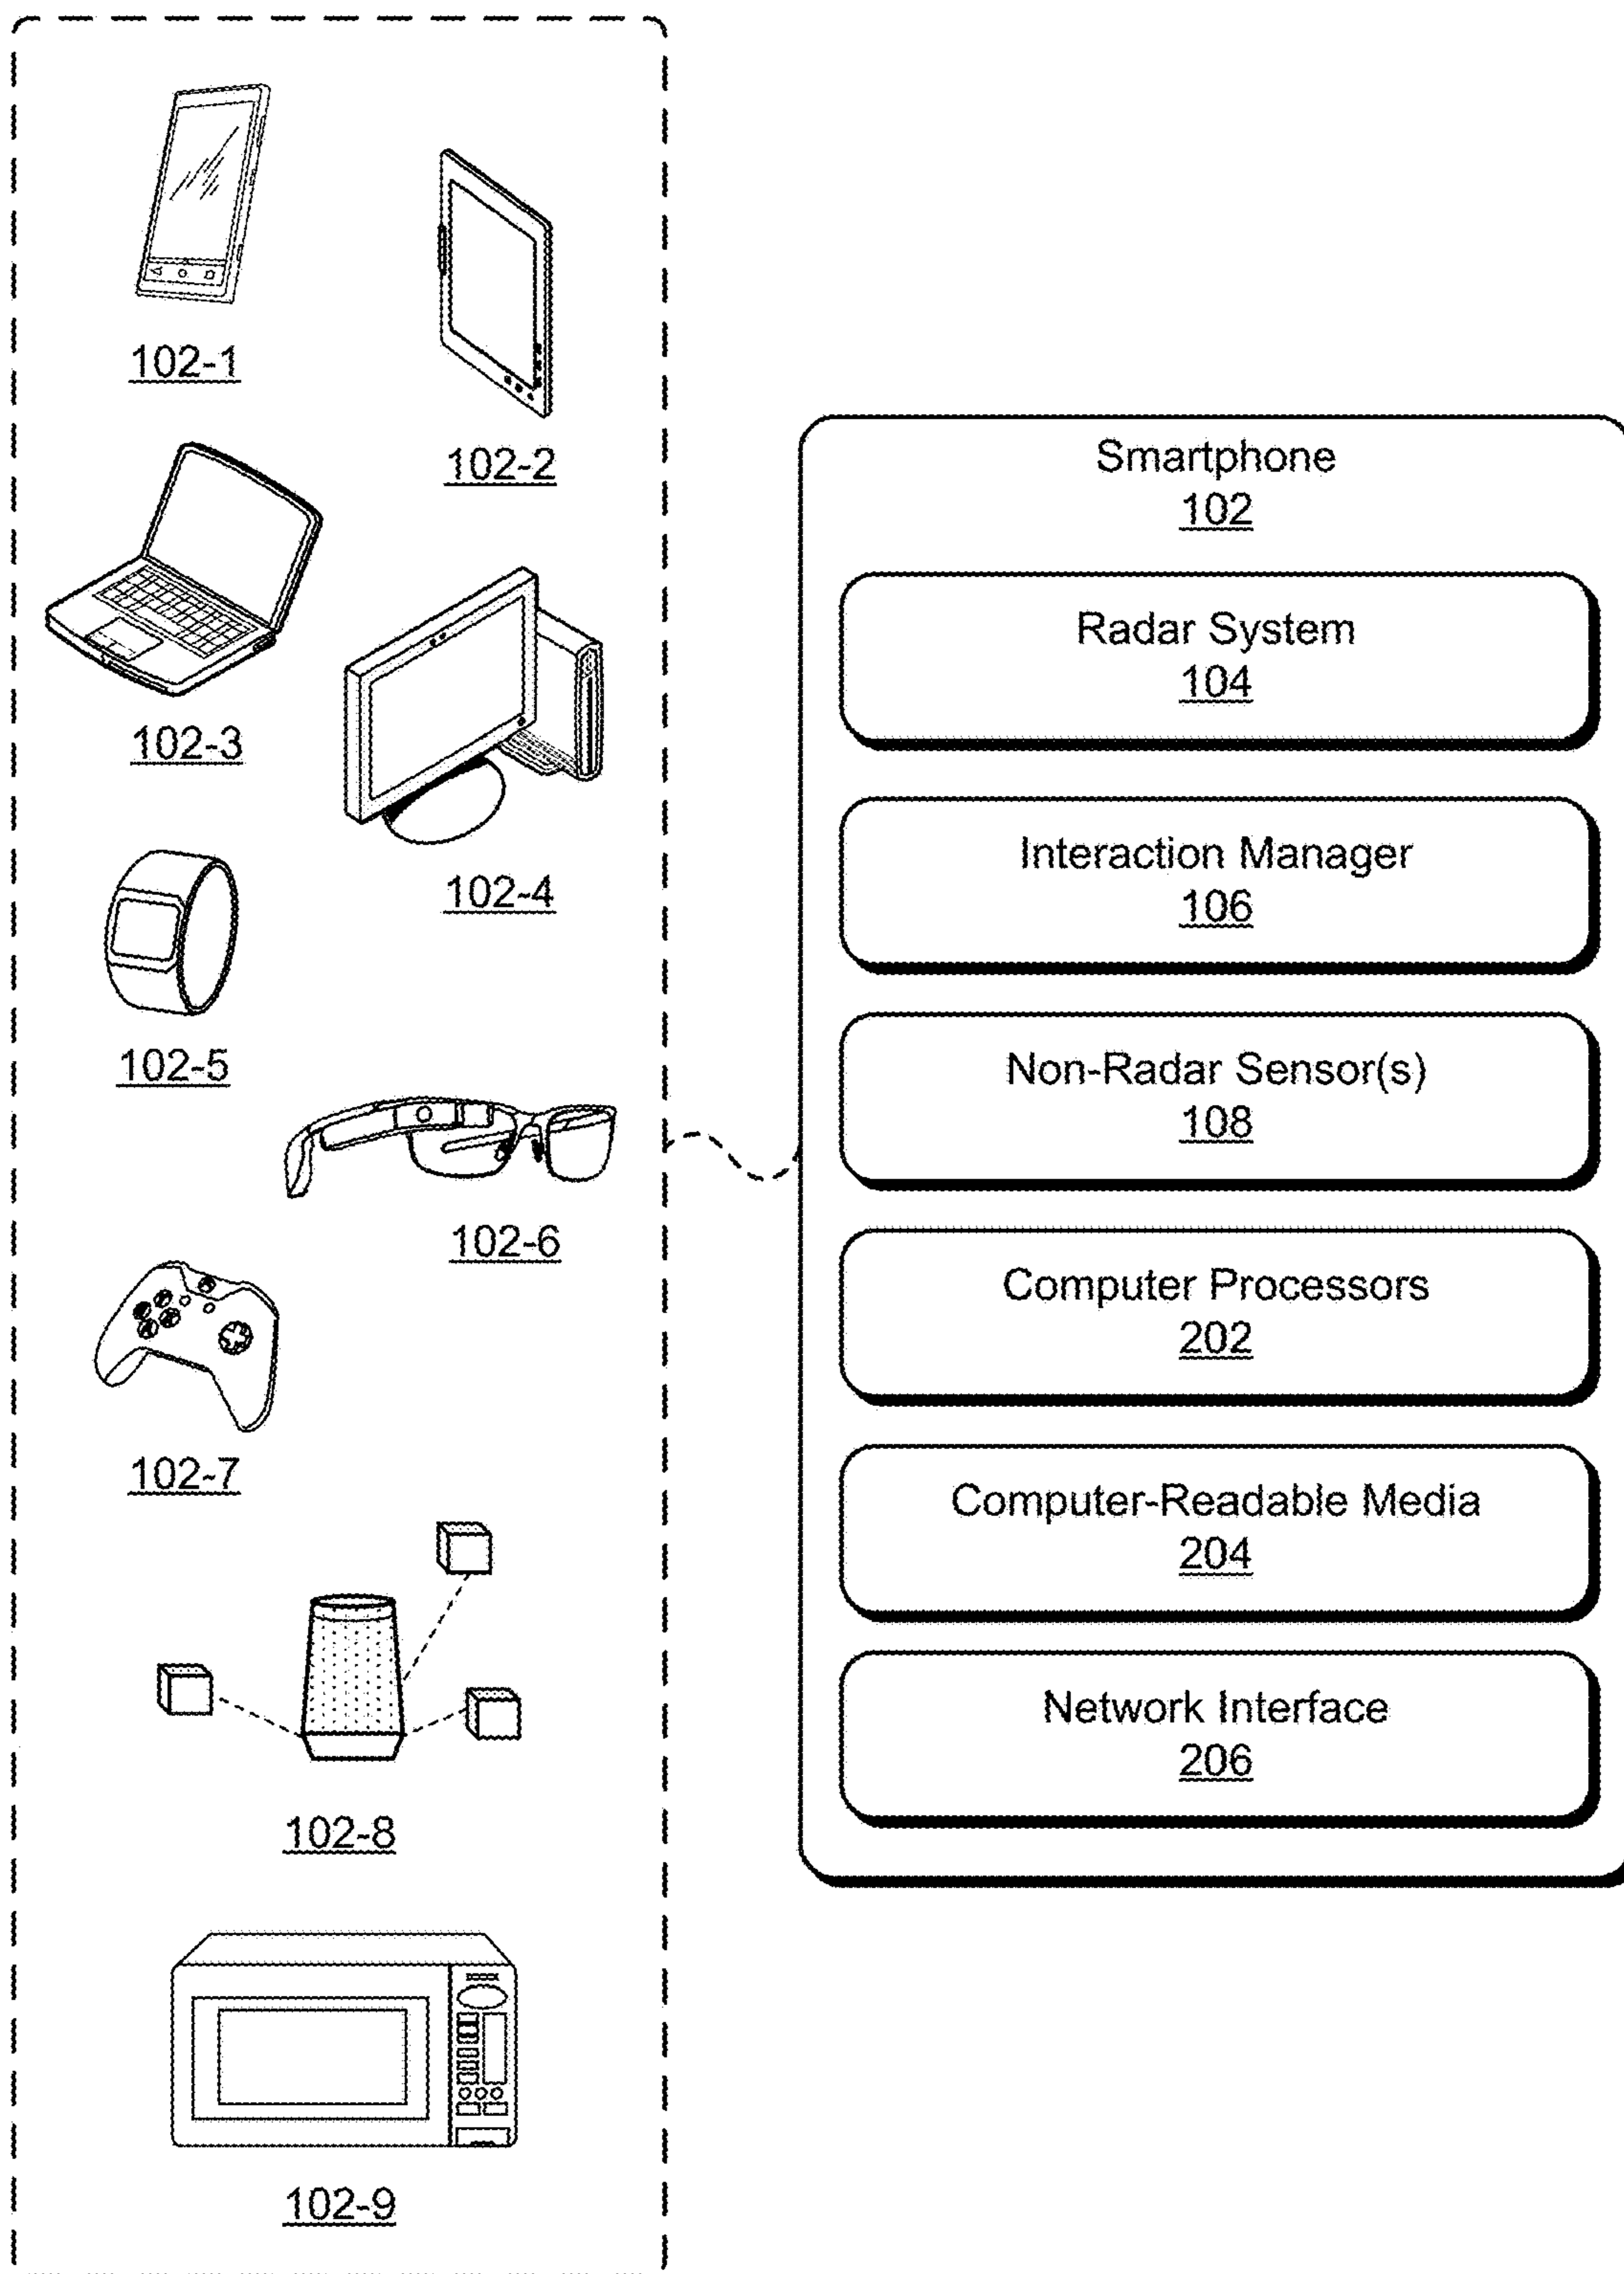 102-1
102-2
102-3
102-4
102-5
102-6
102-7
102-8
102-9
Smartphone
102
Radar System
104
Interaction Manager
106
Non-Radar Sensor(s)
108
Computer Processors
202
Computer-Readable Media
204
Network Interface
206